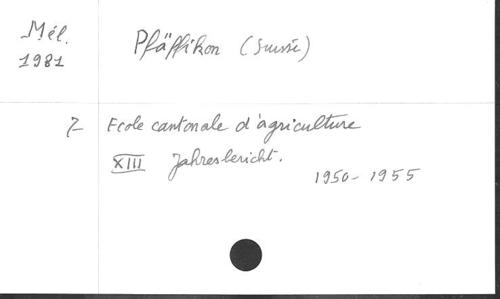 Mél.
1981
Pfäffikon (Suisse)
7- Ecole cantonale d'agriculture
XIII Jahresbericht.
1950-1955